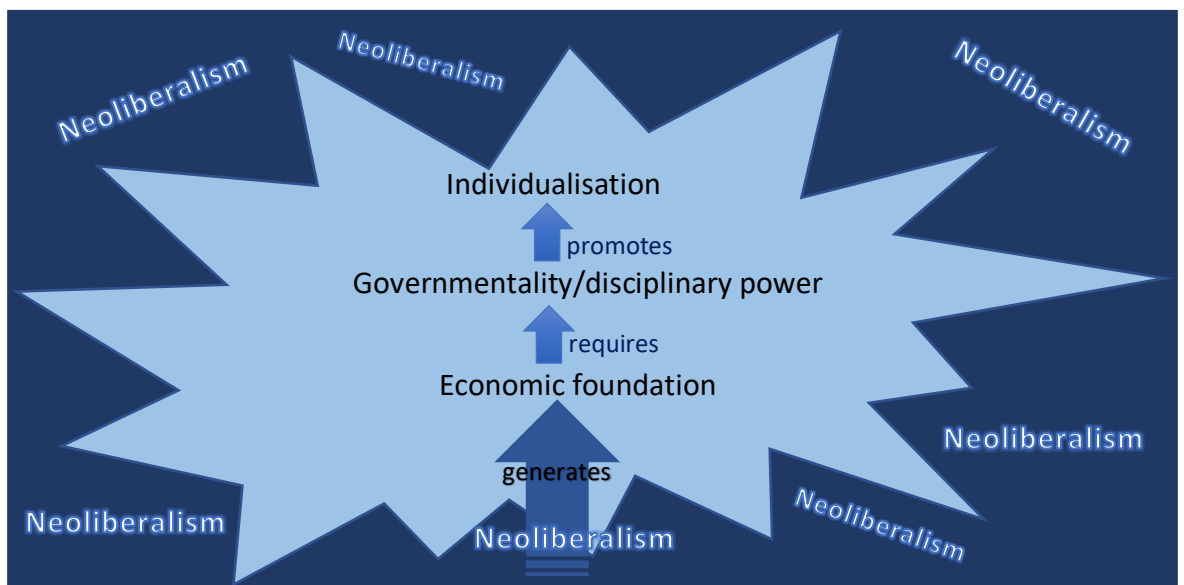 Neoliberalism
Neoliberalism
Neoliberalism
Individualisation
promotes
Governmentality/disciplinary power
requires
Economic foundation
Neoliberalism
generates
Neoliberalism
Neoliberalism
Neoliberalism